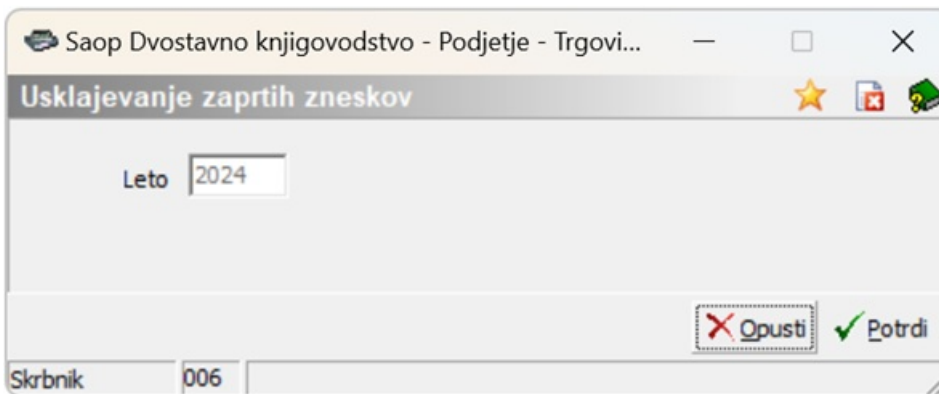 Saop Dvostavno knjigovodstvo - Podjetje - Trgovi...
Usklajevanje zaprtih zneskov
Leto 2024
Opusti Potrdi
Skrbnik 006